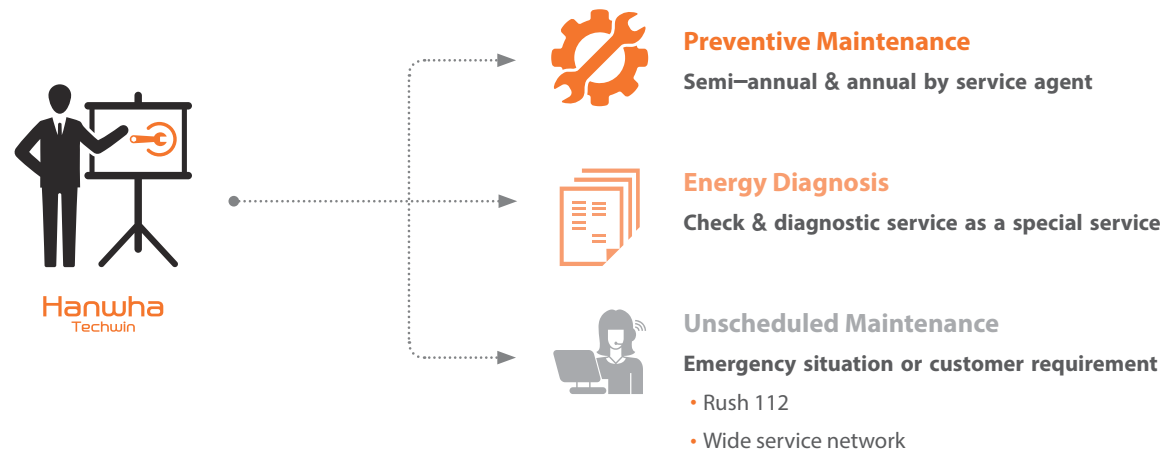 Hanwha
Techwin
Preventive Maintenance
Semi—annual & annual by service agent
Energy Diagnosis
Check & diagnostic service as a special service
Unscheduled Maintenance
Emergency situation or customer requirement
• Rush 112
• Wide service network